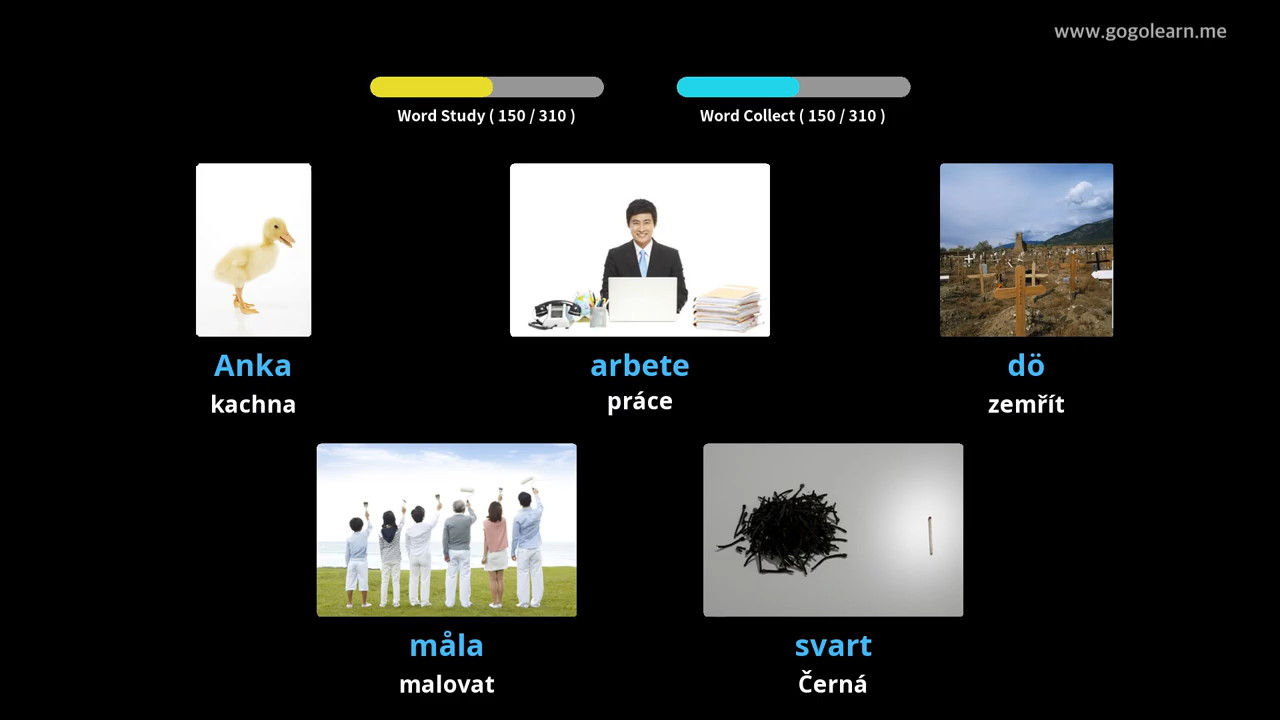 www.gogolearn.me
Word Study ( 150 / 310 )
Word Collect ( 150 / 310 )
Anka
kachna
arbete
práce
dö
zemřít
måla
malovat
svart
Černá